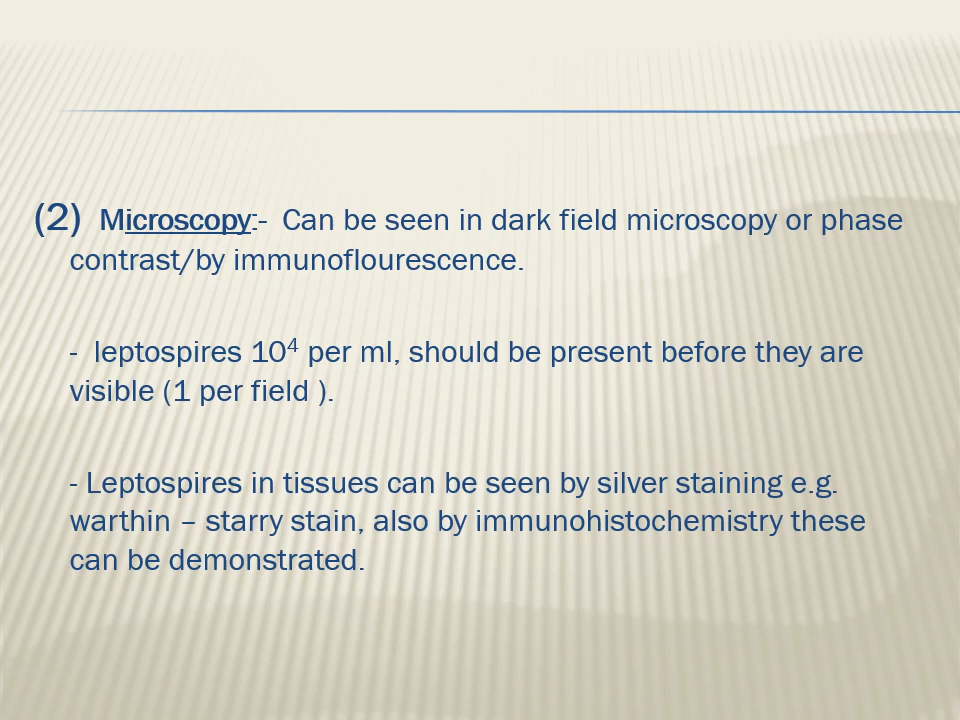 (2) Microscopy:- Can be seen in dark field microscopy or phase
contrast/by immunoflourescence.
- leptospires 10⁴ per ml, should be present before they are
visible (1 per field ).
- Leptospires in tissues can be seen by silver staining e.g.
warthin – starry stain, also by immunohistochemistry these
can be demonstrated.